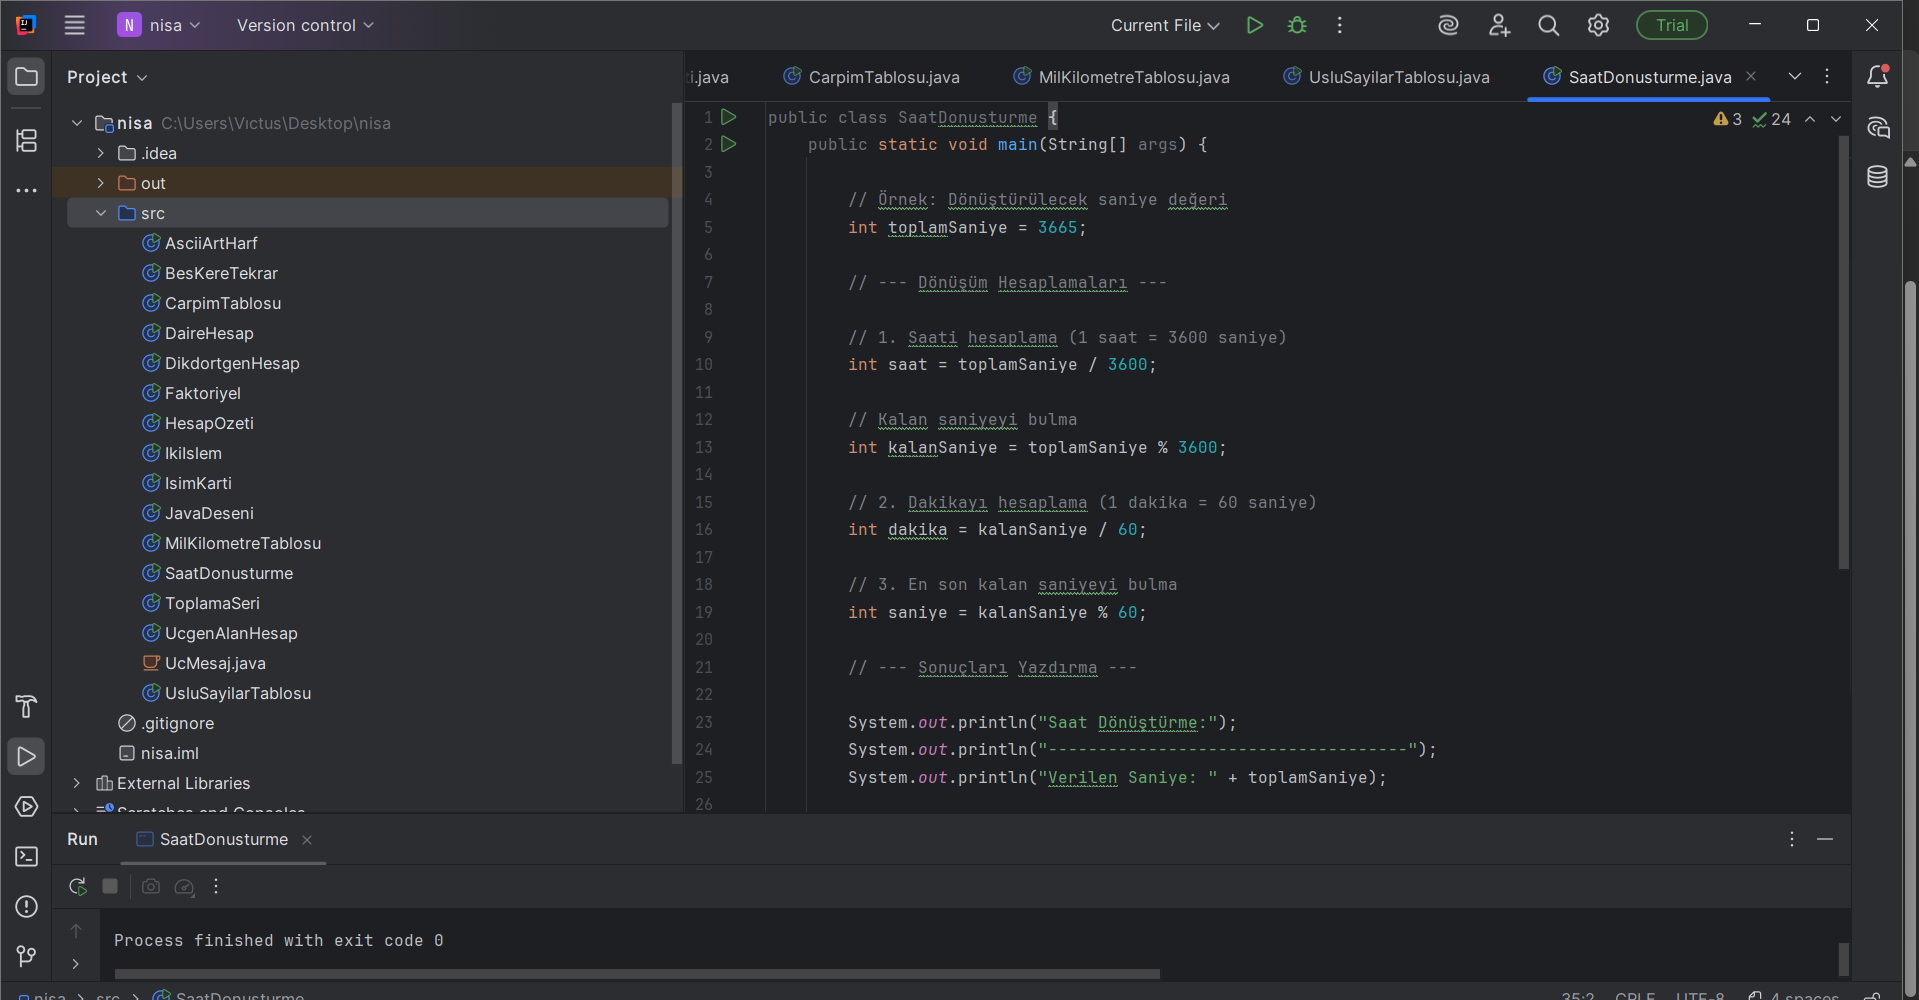 N nisa Version control Current File Trial
Project
ti.java CarpimTablosu.java MilKilometreTablosu.java UsluSayilarTablosu.java SaatDonusturme.java
nisa C:\Users\Vıctus\Desktop\nisa
.idea
out
src
AsciiArtHarf
BesKereTekrar
CarpimTablosu
DaireHesap
DikdortgenHesap
Faktoriyel
HesapOzeti
IkiIslem
IsimKarti
JavaDeseni
MilKilometreTablosu
SaatDonusturme
ToplamaSeri
UcgenAlanHesap
UcMesaj.java
UsluSayilarTablosu
.gitignore
nisa.iml
External Libraries
Scratches and Consoles
3 24
1 public class SaatDonusturme {
2 public static void main(String[] args) {
3
4 // Örnek: Dönüştürülecek saniye değeri
5 int toplamSaniye = 3665;
6
7 // --- Dönüşüm Hesaplamaları ---
8
9 // 1. Saati hesaplama (1 saat = 3600 saniye)
10 int saat = toplamSaniye / 3600;
11
12 // Kalan saniyeyi bulma
13 int kalanSaniye = toplamSaniye % 3600;
14
15 // 2. Dakikayı hesaplama (1 dakika = 60 saniye)
16 int dakika = kalanSaniye / 60;
17
18 // 3. En son kalan saniyeyi bulma
19 int saniye = kalanSaniye % 60;
20
21 // --- Sonuçları Yazdırma ---
22
23 System.out.println("Saat Dönüştürme:");
24 System.out.println("------------------------------------");
25 System.out.println("Verilen Saniye: " + toplamSaniye);
26
Run SaatDonusturme
Process finished with exit code 0
nisa > src > SaatDonusturme 35:2 CRLF UTF-8 4 spaces